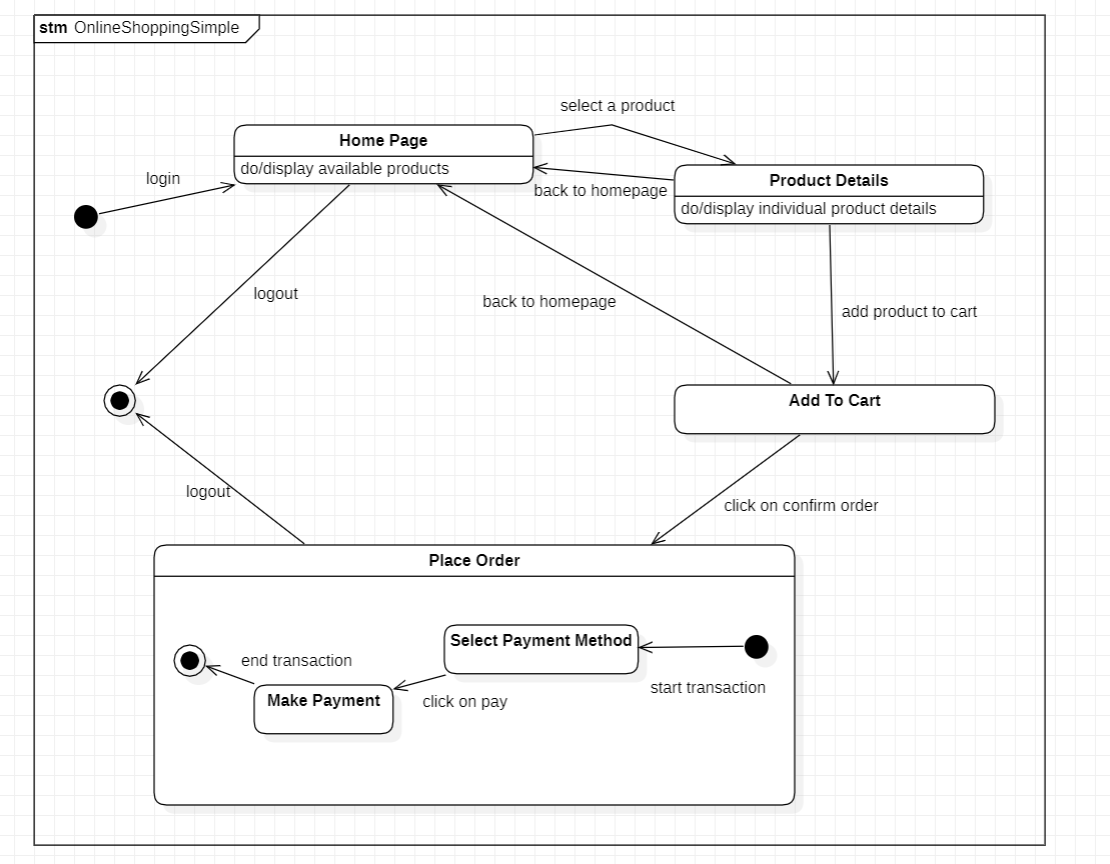 stm OnlineShoppingSimple
select a product
Home Page
do/display available products
login
back to homepage
Product Details
do/display individual product details
logout
back to homepage
add product to cart
Add To Cart
logout
click on confirm order
Place Order
Select Payment Method
end transaction
start transaction
Make Payment
click on pay